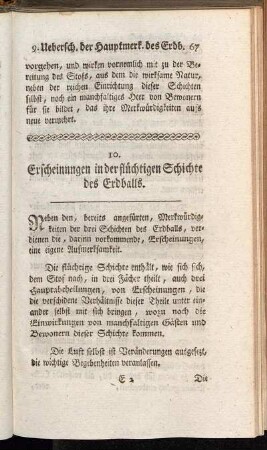 9. Uebersch. der Hauptmerk. des Erdb. 67
vorgehen, und wirken vornemlich mit zu der Be-
reitung des Stofs, aus dem die wirksame Natur,
neben der reichen Einrichtung dieser Schichten
selbst, noch ein manchfaltiges Heer von Bewonern
für sie bildet, das ihre Merkwürdigkeiten aufs
neue vermehrt.
10.
Erscheinungen in der flüchtigen Schichte
des Erdballs.
Neben den, bereits angefürten, Merkwürdig-
keiten der drei Schichten des Erdballs, verdie-
nen die, darinn vorkommende, Erscheinungen,
eine eigene Aufmerksamkeit.
Die flüchtige Schichte enthält, wie sich sich,
dem Stof nach, in drei Fächer theilt, auch drei
Hauptabtheilungen, von Erscheinungen, die
die verschidene Verhältnisse dieser Theile unter ein-
ander selbst mit sich bringen, wozu noch die
Einwirkungen von manchfaltigen Gästen und
Bewonern dieser Schichte kommen.
Die Luft selbst ist Veränderungen ausgesezt,
die wichtige Begebenheiten veranlassen.
E 2 Die